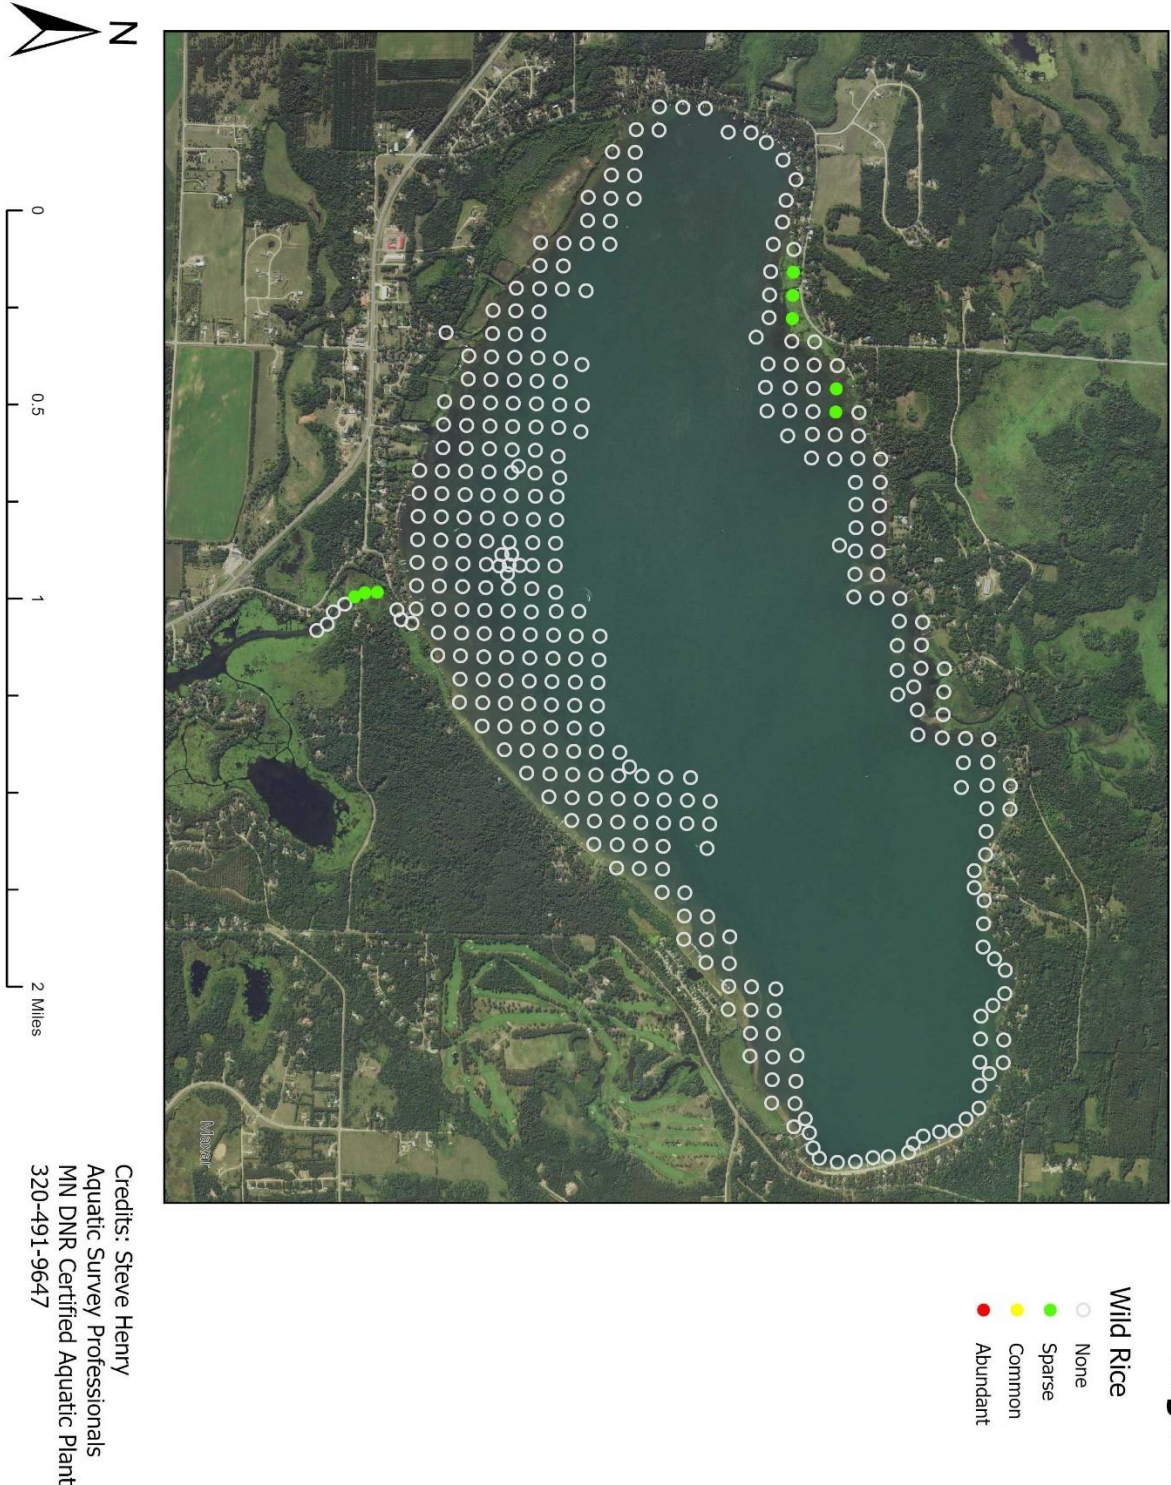 Wild Rice
None
Sparse
Common
Abundant
N
0
0.5
1
2 Miles
Maxar
Credits: Steve Henry
Aquatic Survey Professionals
MN DNR Certified Aquatic Plant
320-491-9647